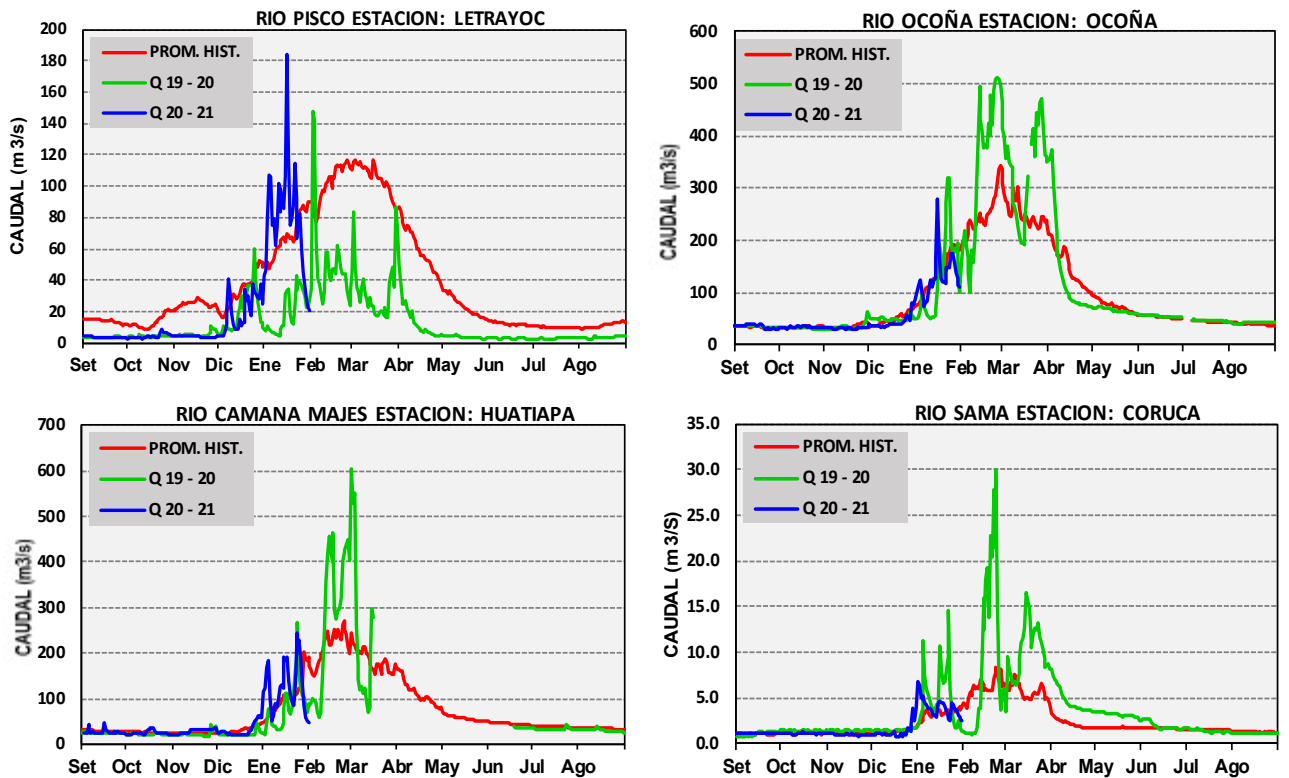 RIO PISCO ESTACION: LETRAYOC
CAUDAL (m3/s)
200
180
160
140
120
100
80
60
40
20
0
PROM. HIST.
Q 19 - 20
Q 20 - 21
Set Oct Nov Dic Ene Feb Mar Abr May Jun Jul Ago
RIO OCOÑA ESTACION: OCOÑA
CAUDAL (m3/s)
600
500
400
300
200
100
0
PROM. HIST.
Q 19 - 20
Q 20 - 21
Set Oct Nov Dic Ene Feb Mar Abr May Jun Jul Ago
RIO CAMANA MAJES ESTACION: HUATIAPA
CAUDAL (m3/s)
700
600
500
400
300
200
100
0
PROM. HIST.
Q 19 - 20
Q 20 - 21
Set Oct Nov Dic Ene Feb Mar Abr May Jun Jul Ago
RIO SAMA ESTACION: CORUCA
CAUDAL (m3/S)
35.0
30.0
25.0
20.0
15.0
10.0
5.0
0.0
PROM. HIST.
Q 19 - 20
Q 20 - 21
Set Oct Nov Dic Ene Feb Mar Abr May Jun Jul Ago